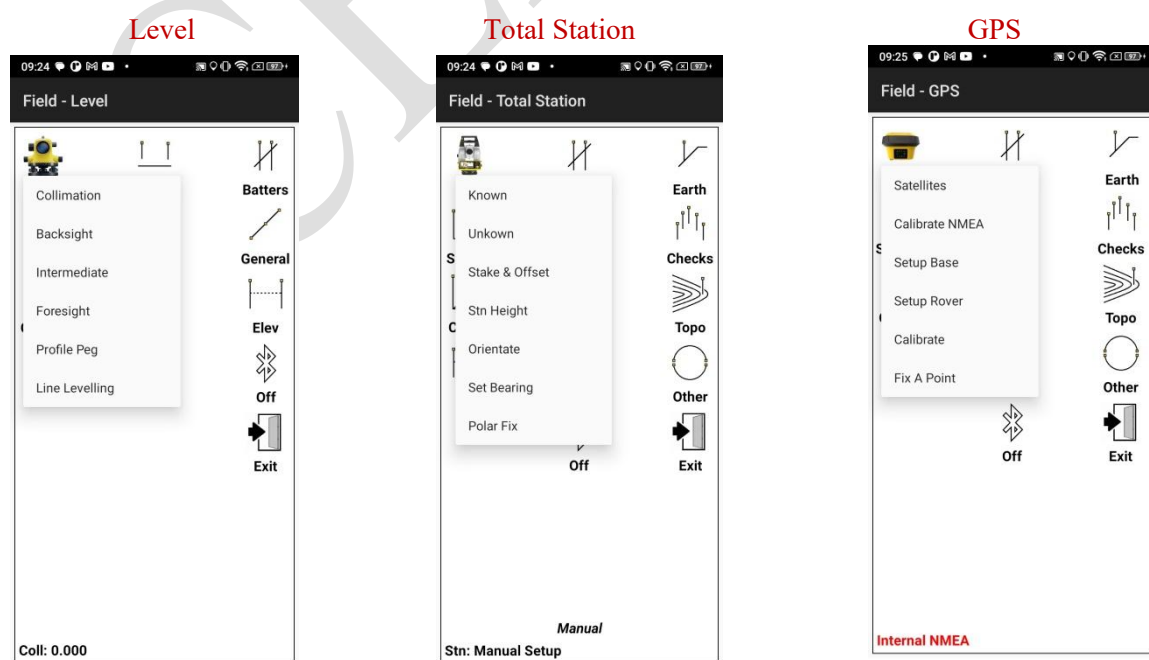 Level
09:24
97
Field - Level
Collimation
Backsight
Intermediate
Foresight
Profile Peg
Line Levelling
Batters
General
Elev
Off
Exit
Coll: 0.000
Total Station
09:24
97
Field - Total Station
Known
Unkown
Stake & Offset
Stn Height
Orientate
Set Bearing
Polar Fix
Off
Earth
Checks
Topo
Other
Exit
Manual
Stn: Manual Setup
GPS
09:25
97
Field - GPS
Satellites
Calibrate NMEA
Setup Base
Setup Rover
Calibrate
Fix A Point
Off
Earth
Checks
Topo
Other
Exit
Internal NMEA